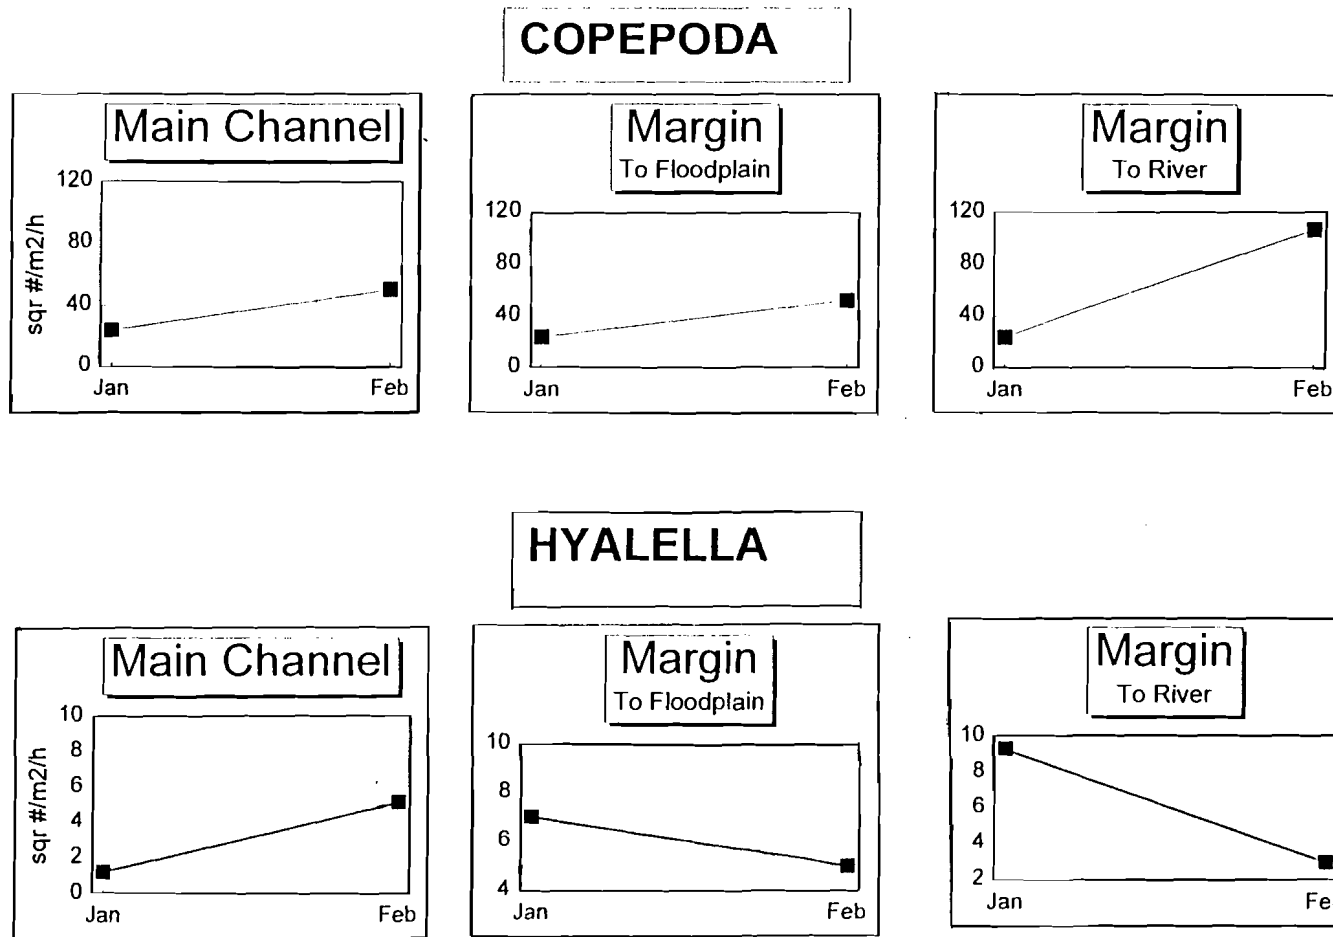 COPEPODA
Main Channel
120
80
40
0
sqr #/m2/h
Jan Feb
Margin
To Floodplain
120
80
40
0
Jan Feb
Margin
To River
120
80
40
0
Jan Feb
HYALELLA
Main Channel
10
8
6
4
2
0
sqr #/m2/h
Jan Feb
Margin
To Floodplain
10
8
6
4
Jan Feb
Margin
To River
10
8
6
4
2
Jan Fe